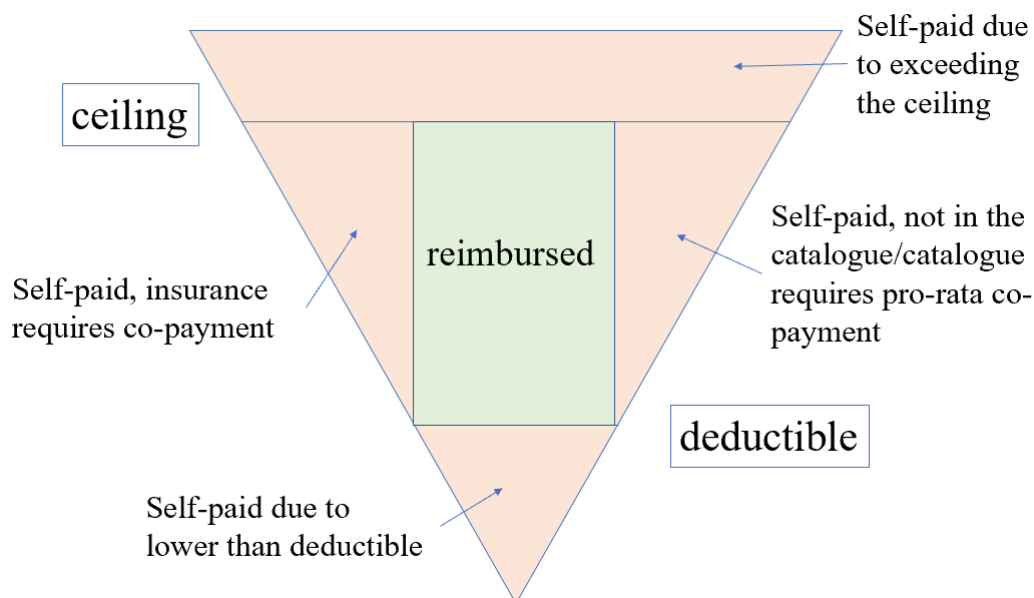 Self-paid due
to exceeding
the ceiling
ceiling
reimbursed
Self-paid, not in the
catalogue/catalogue
requires pro-rata co-
payment
Self-paid, insurance
requires co-payment
deductible
Self-paid due to
lower than deductible